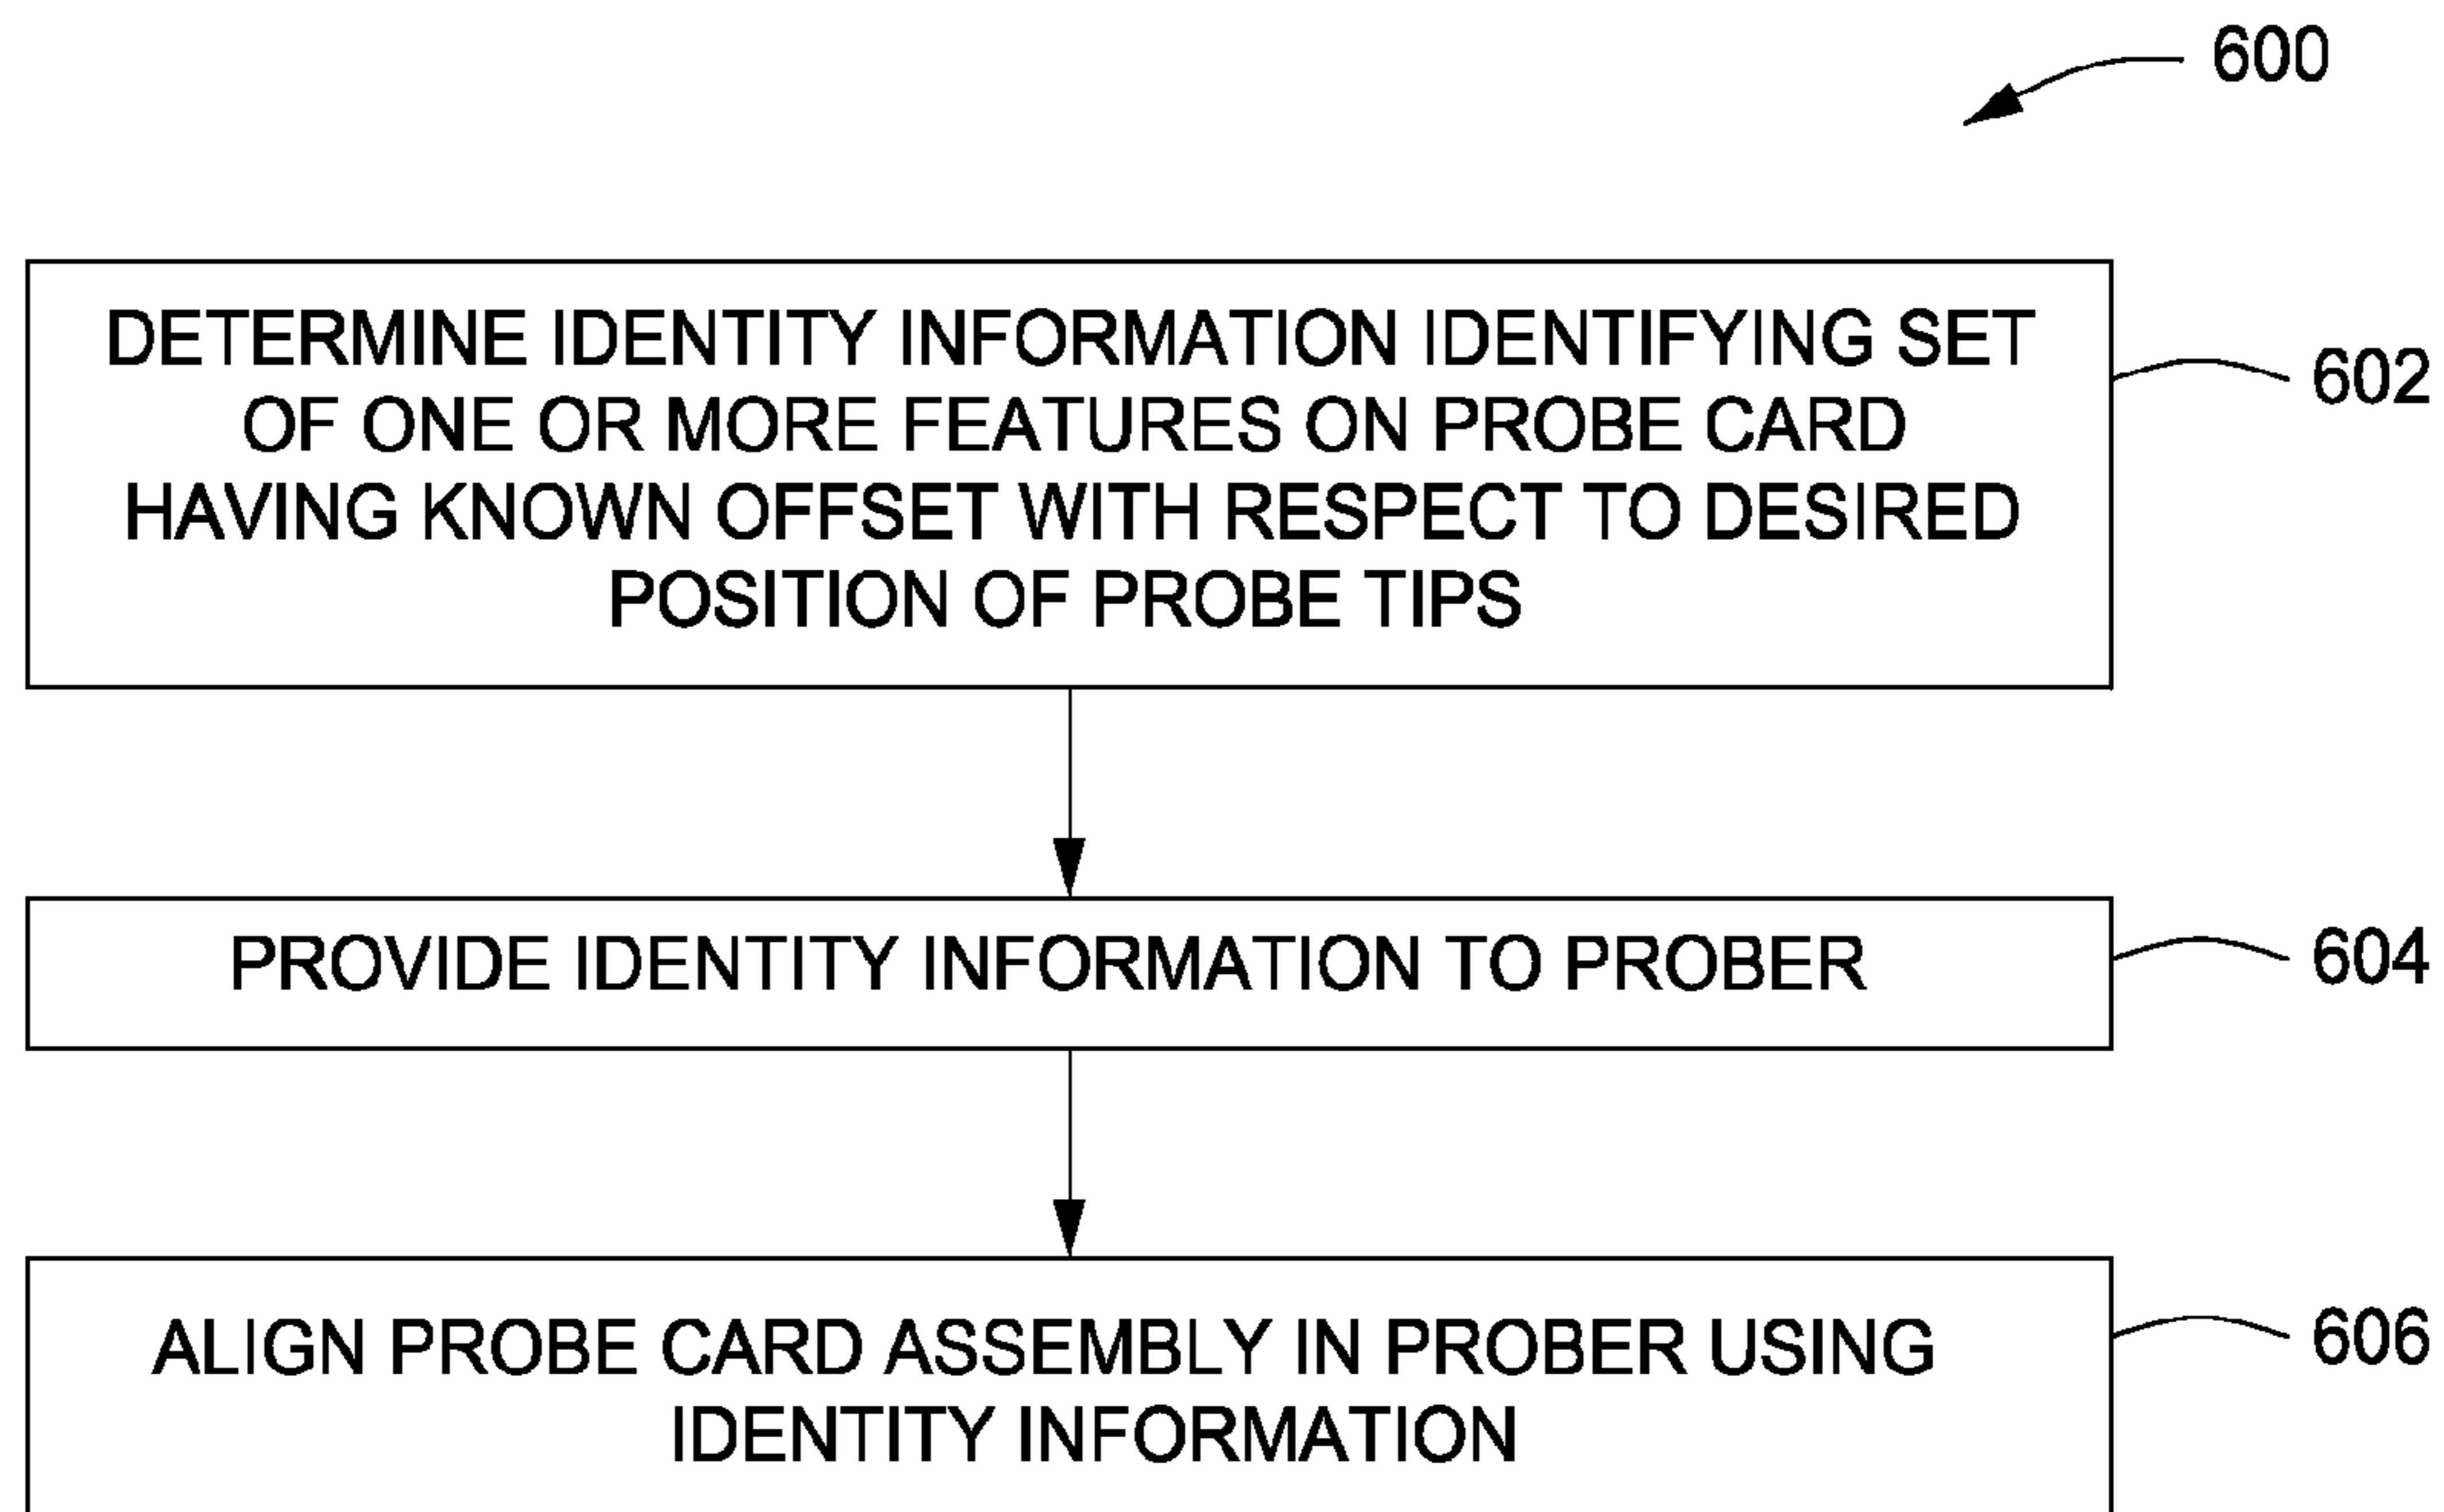 600
DETERMINE IDENTITY INFORMATION IDENTIFYING SET
OF ONE OR MORE FEATURES ON PROBE CARD
HAVING KNOWN OFFSET WITH RESPECT TO DESIRED
POSITION OF PROBE TIPS
602
PROVIDE IDENTITY INFORMATION TO PROBER
604
ALIGN PROBE CARD ASSEMBLY IN PROBER USING
IDENTITY INFORMATION
606